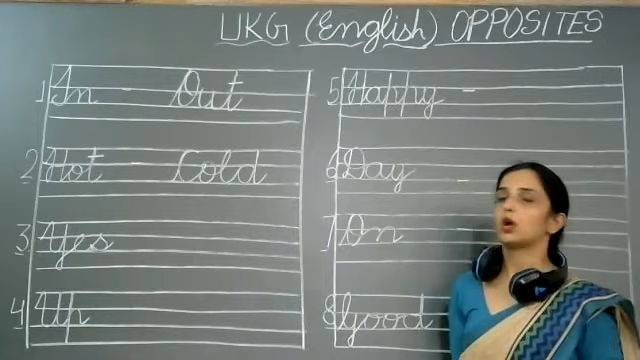 UKG (English) OPPOSITES
1 In - Out
2 Hot - Cold
3 Yes
4 Up
5 Happy -
6 Day -
7 On -
8 Good